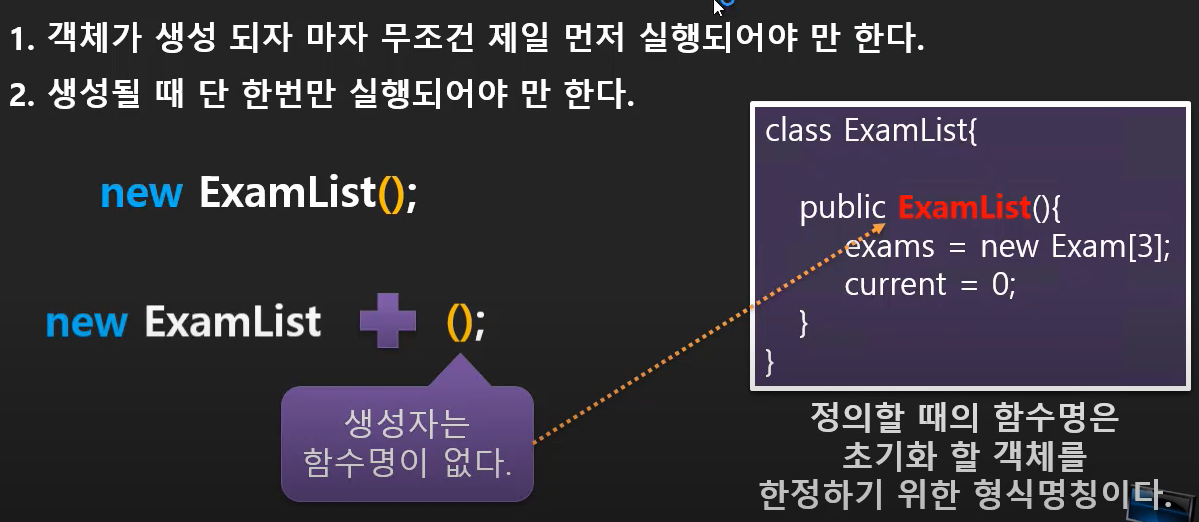 1. 객체가 생성 되자 마자 무조건 제일 먼저 실행되어야 만 한다.
2. 생성될 때 단 한번만 실행되어야 만 한다.
new ExamList();
new ExamList ();
생성자는
함수명이 없다.
class ExamList{
public ExamList(){
exams = new Exam[3];
current = 0;
}
}
정의할 때의 함수명은
초기화 할 객체를
한정하기 위한 형식명칭이다.